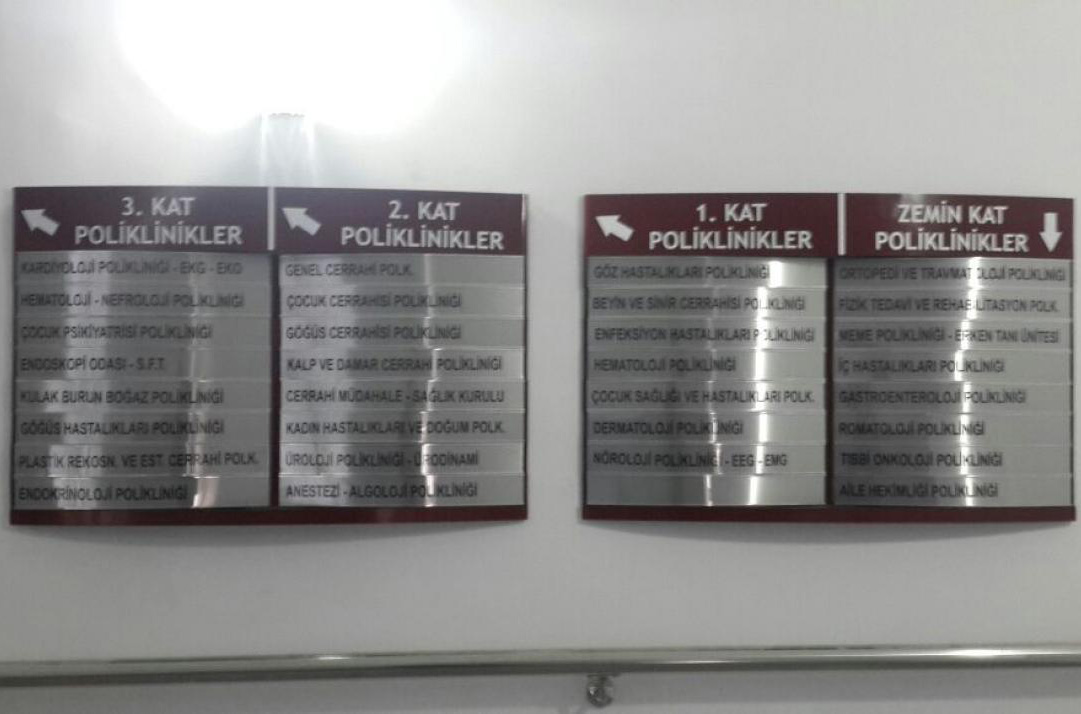 3. KAT
POLİKLİNİKLER
KARDİYOLOJİ POLİKLİNİĞİ - EKG - EKO
HEMATOLOJİ - NEFROLOJİ POLİKLİNİĞİ
ÇOCUK PSİKİYATRİSİ POLİKLİNİĞİ
ENDOSKOPİ ODASI - S.F.T.
KULAK BURUN BOĞAZ POLİKLİNİĞİ
GÖĞÜS HASTALIKLARI POLİKLİNİĞİ
PLASTİK REKOSN. VE EST. CERRAHİ POLK.
ENDOKRİNOLOJİ POLİKLİNİĞİ
2. KAT
POLİKLİNİKLER
GENEL CERRAHİ POLK.
ÇOCUK CERRAHİSİ POLİKLİNİĞİ
GÖĞÜS CERRAHİSİ POLİKLİNİĞİ
KALP VE DAMAR CERRAHİ POLİKLİNİĞİ
CERRAHİ MÜDAHALE - SAĞLIK KURULU
KADIN HASTALIKLARI VE DOĞUM POLK.
ÜROLOJİ POLİKLİNİĞİ - ÜRODİNAMİ
ANESTEZİ - ALGOLOJİ POLİKLİNİĞİ
1. KAT
POLİKLİNİKLER
GÖZ HASTALIKLARI POLİKLİNİĞİ
BEYİN VE SİNİR CERRAHİSİ POLİKLİNİĞİ
ENFEKSİYON HASTALIKLARI POLİKLİNİĞİ
HEMATOLOJİ POLİKLİNİĞİ
ÇOCUK SAĞLIĞI VE HASTALIKLARI POLK.
DERMATOLOJİ POLİKLİNİĞİ
NÖROLOJİ POLİKLİNİĞİ - EEG - EMG
ZEMİN KAT
POLİKLİNİKLER
ORTOPEDİ VE TRAVMATOLOJİ POLİKLİNİĞİ
FİZİK TEDAVİ VE REHABİLİTASYON POLK.
MEME POLİKLİNİĞİ - ERKEN TANI ÜNİTESİ
İÇ HASTALIKLARI POLİKLİNİĞİ
GASTROENTEROLOJİ POLİKLİNİĞİ
ROMATOLOJİ POLİKLİNİĞİ
TIBBİ ONKOLOJİ POLİKLİNİĞİ
AİLE HEKİMLİĞİ POLİKLİNİĞİ